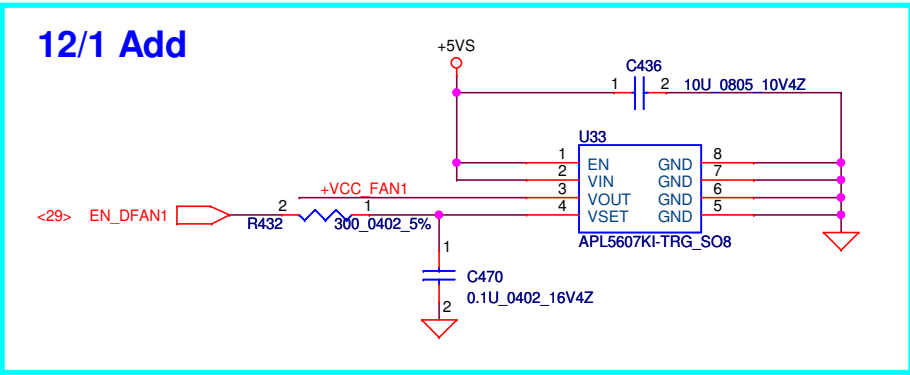 12/1 Add
+5VS
C436
1 2 10U_0805_10V4Z
U33
1 EN GND 8
2 VIN GND 7
+VCC_FAN1 3 VOUT GND 6
<29> EN_DFAN1 2 1 4 VSET GND 5
R432 300_0402_5% APL5607KI-TRG_SO8
1
C470
0.1U_0402_16V4Z
2